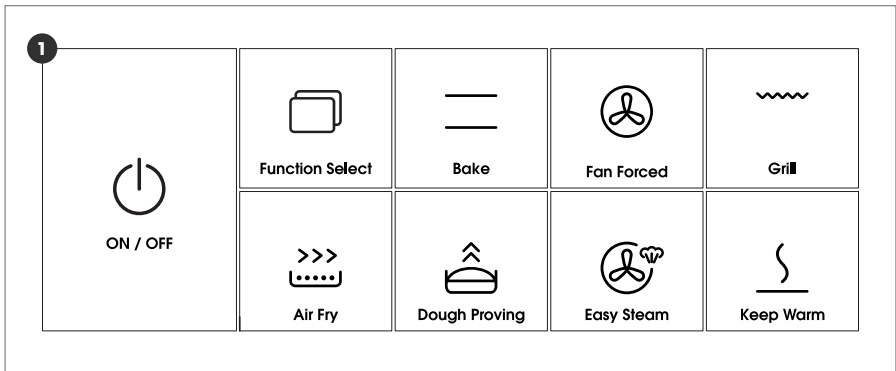 1
Function Select
Bake
Fan Forced
Grill
ON / OFF
Air Fry
Dough Proving
Easy Steam
Keep Warm